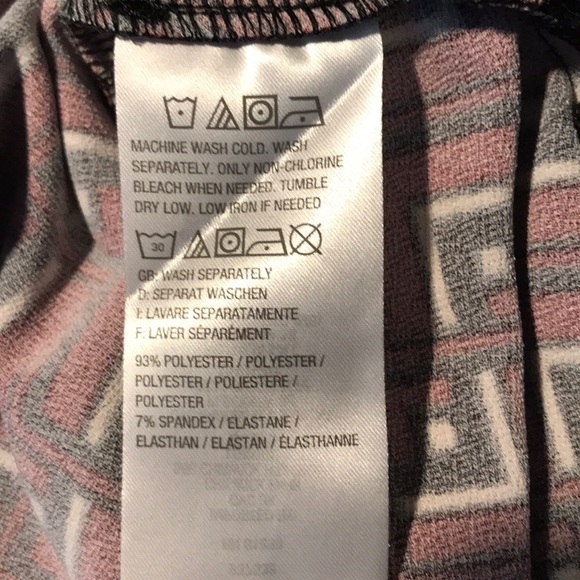 MACHINE WASH COLD. WASH
SEPARATELY. ONLY NON-CHLORINE
BLEACH WHEN NEEDED. TUMBLE
DRY LOW. LOW IRON IF NEEDED
30
GB: WASH SEPARATELY
D: SEPARAT WASCHEN
I: LAVARE SEPARATAMENTE
F: LAVER SÉPARÉMENT
93% POLYESTER / POLYESTER /
POLYESTER / POLIESTERE /
POLYESTER
7% SPANDEX / ELASTANE /
ELASTHAN / ELASTAN / ÉLASTHANNE